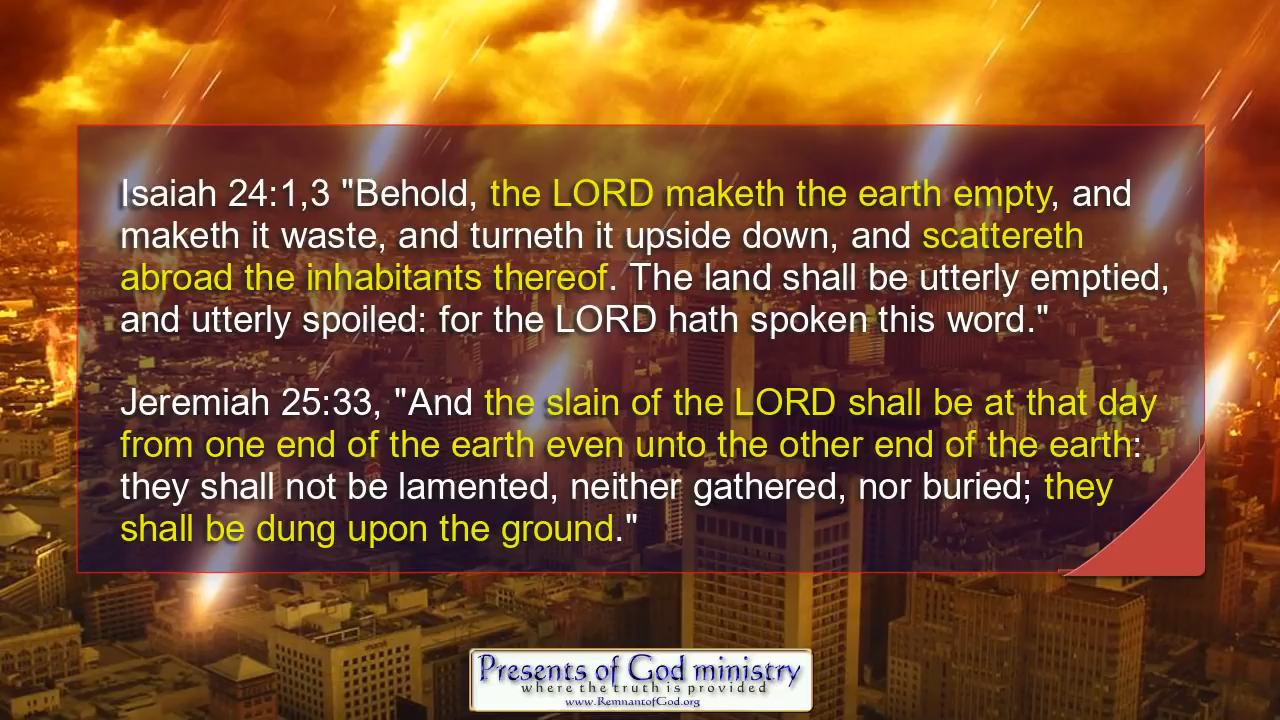 Isaiah 24:1,3 "Behold, the LORD maketh the earth empty, and
maketh it waste, and turneth it upside down, and scattereth
abroad the inhabitants thereof. The land shall be utterly emptied,
and utterly spoiled: for the LORD hath spoken this word."
Jeremiah 25:33, "And the slain of the LORD shall be at that day
from one end of the earth even unto the other end of the earth:
they shall not be lamented, neither gathered, nor buried; they
shall be dung upon the ground."
Presents of God ministry
where the truth is provided
www.RemnantofGod.org